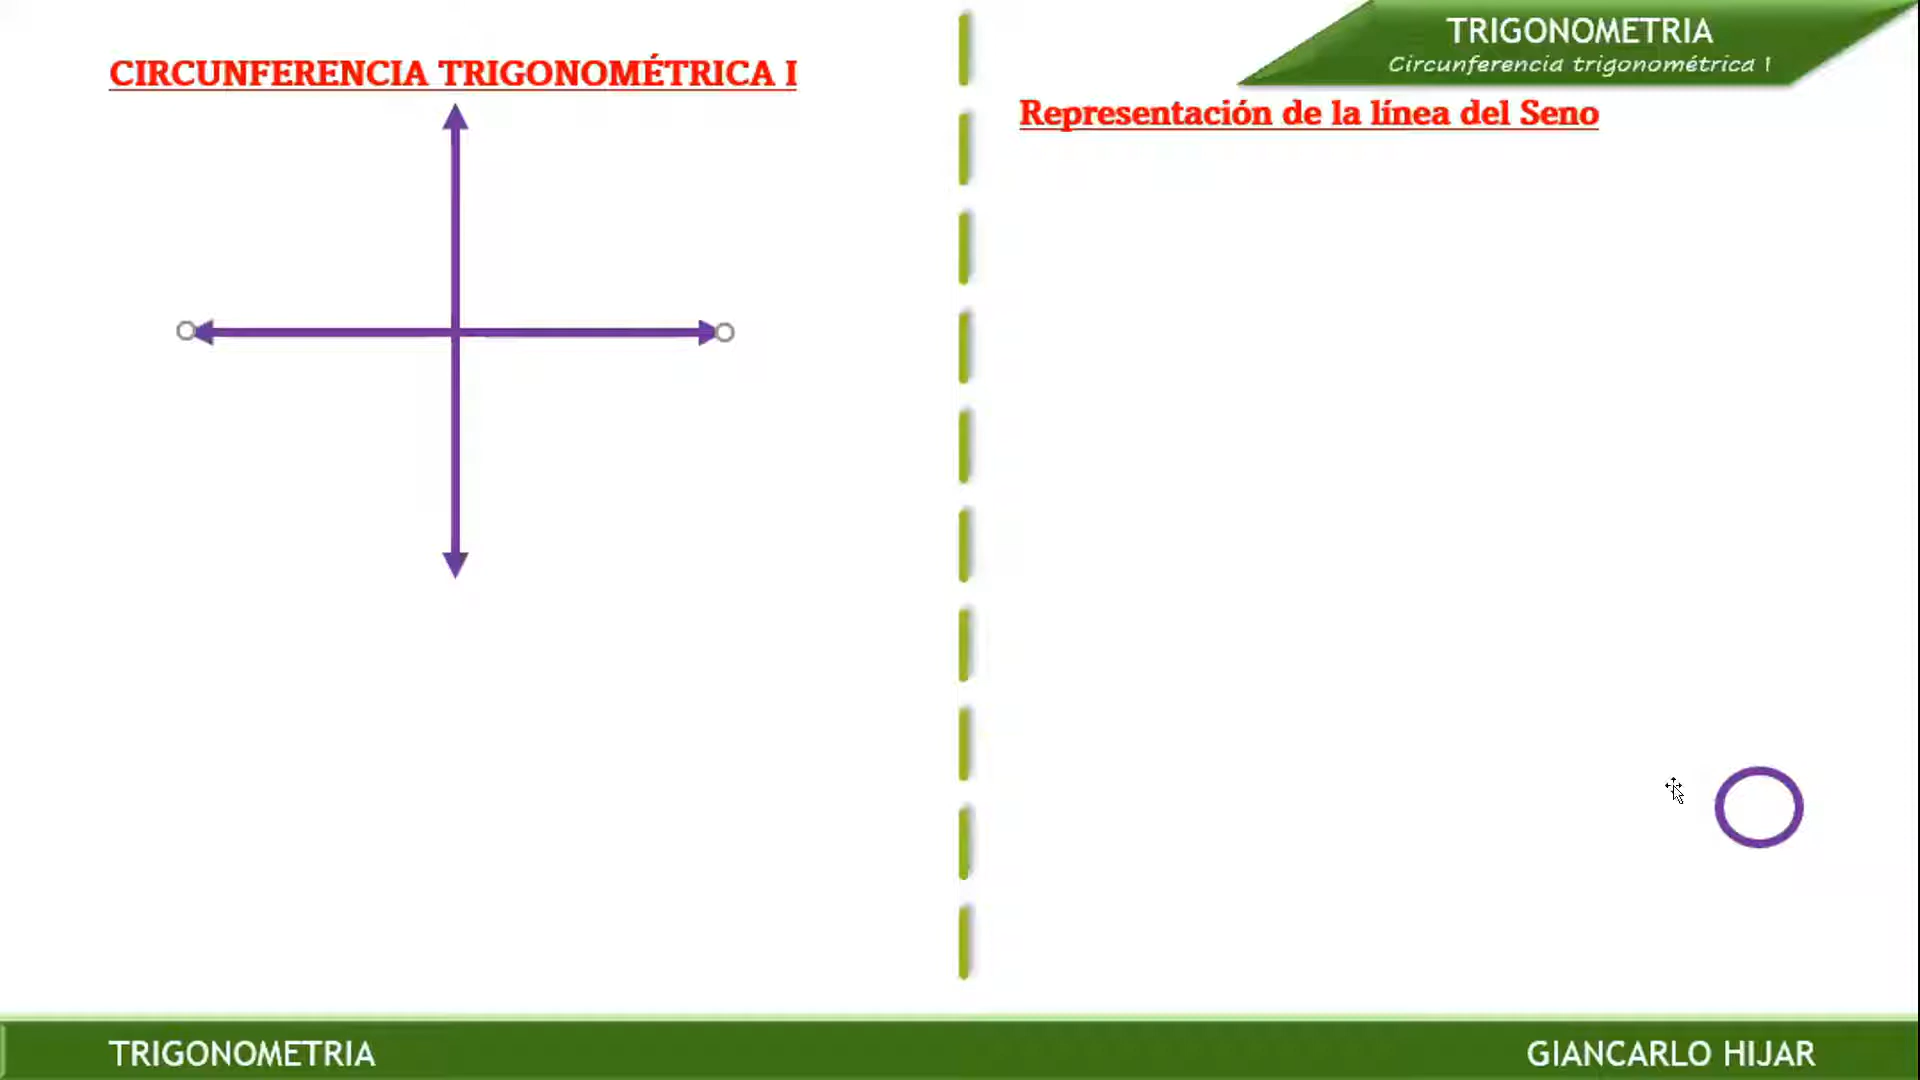 CIRCUNFERENCIA TRIGONOMÉTRICA I
TRIGONOMETRIA
Circunferencia trigonométrica I
Representación de la línea del Seno
TRIGONOMETRIA
GIANCARLO HIJAR